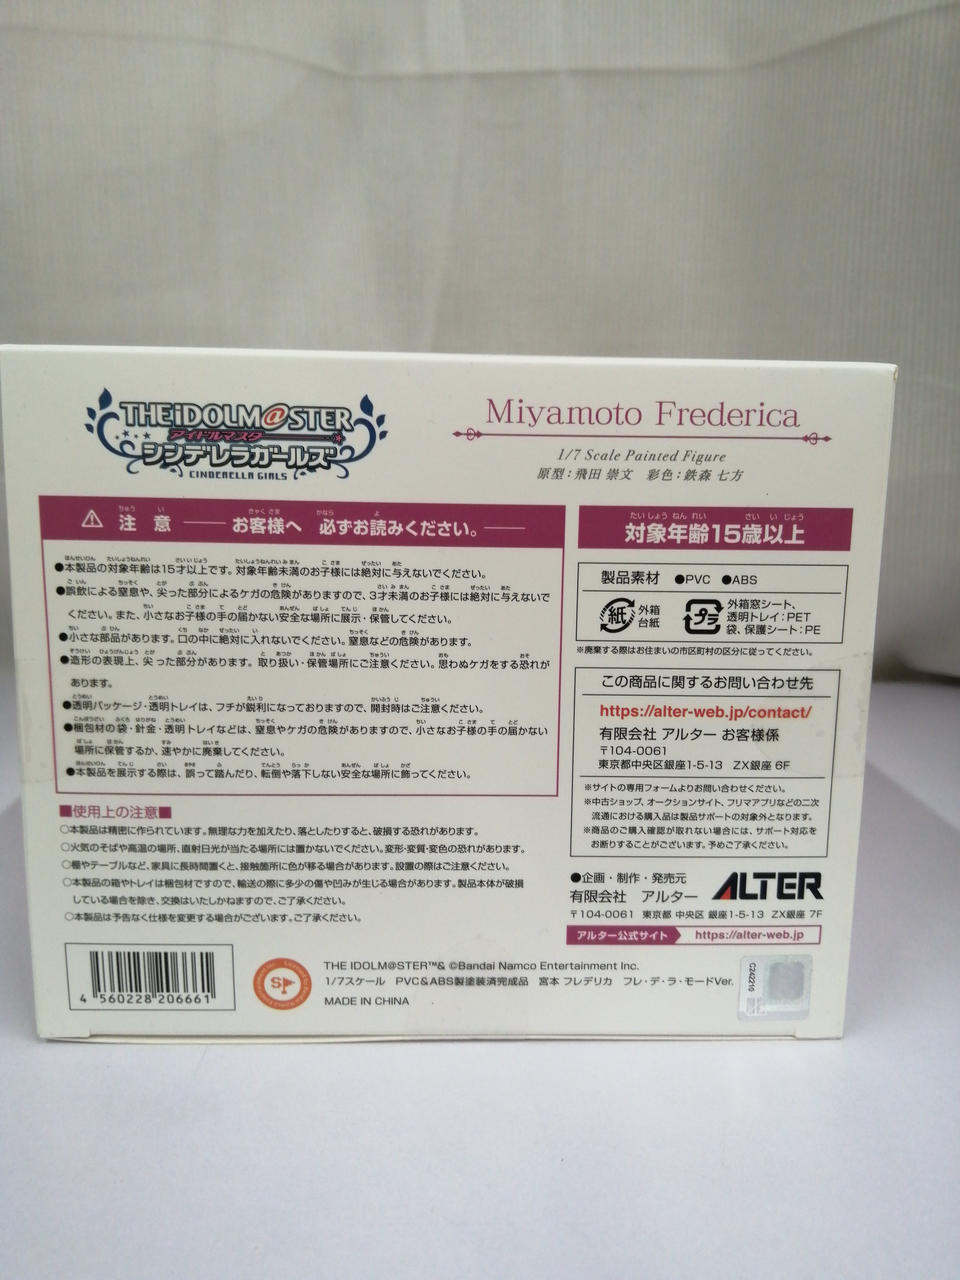 THE iDOLM@STER
アイドルマスター
シンデレラガールズ
CINDERELLA GIRLS
Miyamoto Frederica
1/7 Scale Painted Figure
原型:飛田 崇文 彩色:鉄森 七方
⚠ 注意 お客様へ 必ずお読みください。
●本製品の対象年齢は15才以上です。対象年齢未満のお子様には絶対に与えないでください。
●誤飲による窒息や、尖った部分によるケガの危険がありますので、3才未満のお子様には絶対に与えないで
ください。また、小さなお子様の手の届かない安全な場所に展示・保管してください。
●小さな部品があります。口の中に絶対に入れないでください。窒息などの危険があります。
●造形の表現上、尖った部分があります。取り扱い・保管場所にご注意ください。思わぬケガをする恐れが
あります。
●透明パッケージ・透明トレイは、フチが鋭利になっておりますので、開封時はご注意ください。
●梱包材の袋・針金・透明トレイなどは、窒息やケガの危険がありますので、小さなお子様の手の届かない
場所に保管するか、速やかに廃棄してください。
●本製品を展示する際は、誤って踏んだり、転倒や落下しない安全な場所に飾ってください。
■使用上の注意■
○本製品は精密に作られています。無理な力を加えたり、落としたりすると、破損する恐れがあります。
○火気のそばや高温の場所、直射日光が当たる場所には置かないでください。変形・変質・変色の恐れがあります。
○棚やテーブルなど、家具に長時間置くと、接触箇所に色が移る場合があります。設置の際はご注意ください。
○本製品の箱やトレイは梱包材ですので、輸送の際に多少の傷や凹みが生じる場合があります。製品本体が破損
している場合を除き、交換はいたしかねますので、ご了承ください。
○本製品は予告なく仕様を変更する場合がございます。ご了承ください。
対象年齢15歳以上
製品素材 ●PVC ●ABS
紙 外箱
台紙
プラ 外箱窓シート、
透明トレイ:PET
袋、保護シート:PE
※廃棄する際はお住まいの市区町村の区分に従ってください。
この商品に関するお問い合わせ先
https://alter-web.jp/contact/
有限会社 アルター お客様係
〒104-0061
東京都中央区銀座1-5-13 ZX銀座 6F
※サイトの専用フォームよりお問い合わせください。
※中古ショップ、オークションサイト、フリマアプリなどの二次
流通における購入品は製品サポートの対象外となります。
※商品のご購入確認が取れない場合には、サポート対応を
お断りすることがございます。予めご了承ください。
●企画・制作・発売元
有限会社 アルター
ALTER
〒104-0061 東京都 中央区 銀座1-5-13 ZX銀座 7F
アルター公式サイト https://alter-web.jp
4 560228 206661
THE IDOLM@STER™& ©Bandai Namco Entertainment Inc.
1/7スケール PVC&ABS製塗装済完成品 宮本 フレデリカ フレ・デ・ラ・モードVer.
MADE IN CHINA
C242210